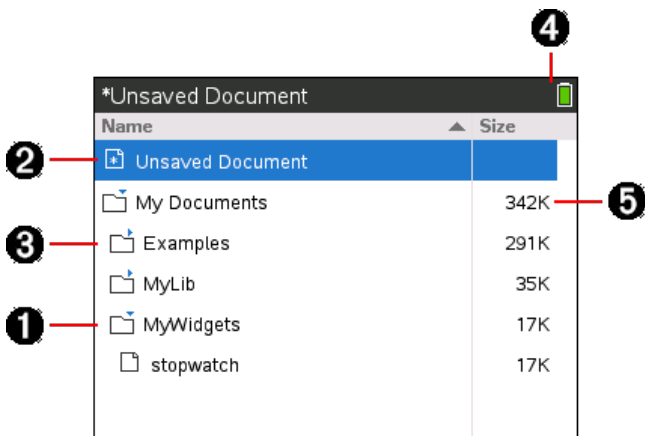 4
*Unsaved Document
Name Size
2 Unsaved Document
My Documents 342K 5
3 Examples 291K
MyLib 35K
1 MyWidgets 17K
stopwatch 17K